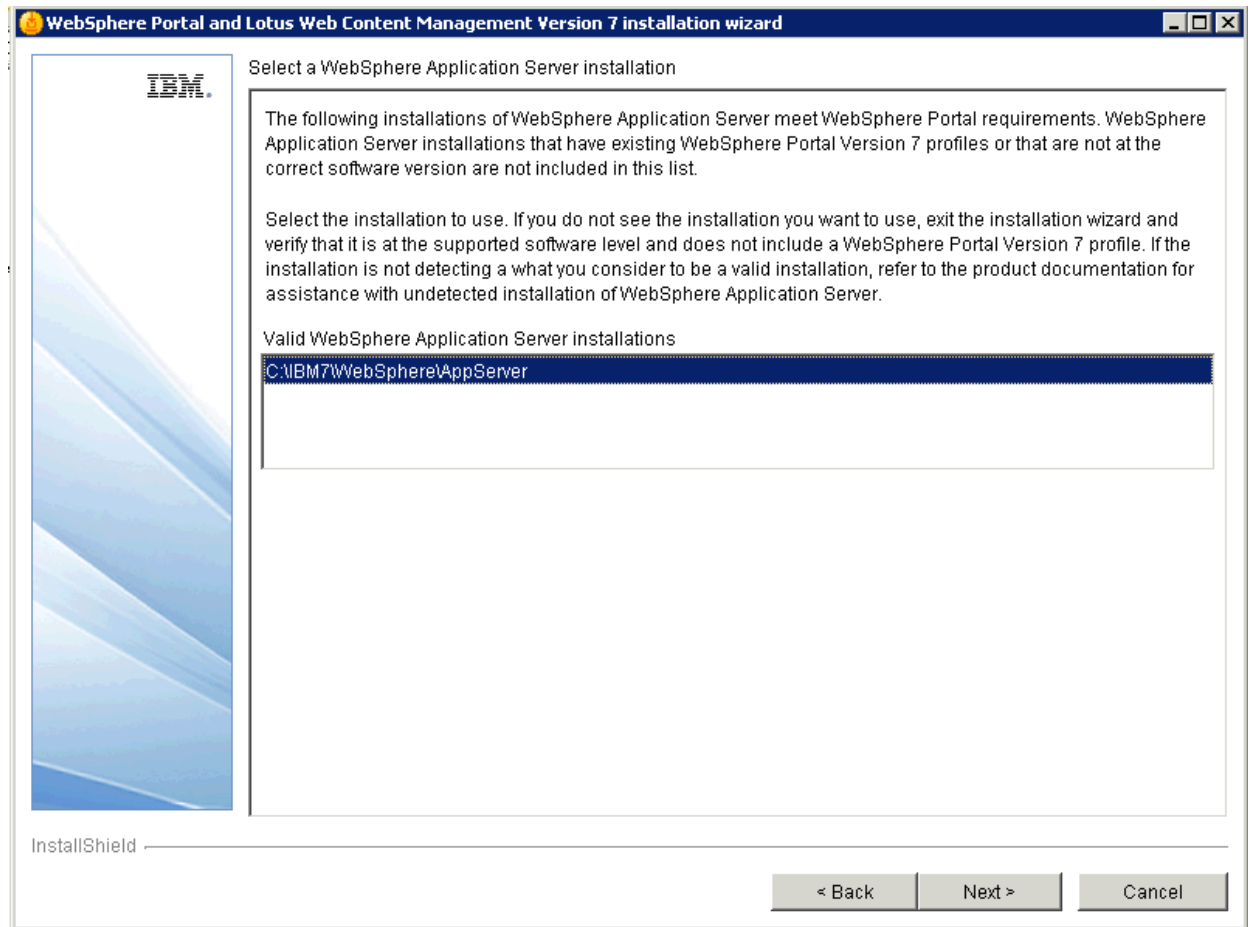 WebSphere Portal and Lotus Web Content Management Version 7 installation wizard
IBM.
Select a WebSphere Application Server installation
The following installations of WebSphere Application Server meet WebSphere Portal requirements. WebSphere
Application Server installations that have existing WebSphere Portal Version 7 profiles or that are not at the
correct software version are not included in this list.
Select the installation to use. If you do not see the installation you want to use, exit the installation wizard and
verify that it is at the supported software level and does not include a WebSphere Portal Version 7 profile. If the
installation is not detecting a what you consider to be a valid installation, refer to the product documentation for
assistance with undetected installation of WebSphere Application Server.
Valid WebSphere Application Server installations
C:\IBM7\WebSphere\AppServer
InstallShield
< Back
Next >
Cancel